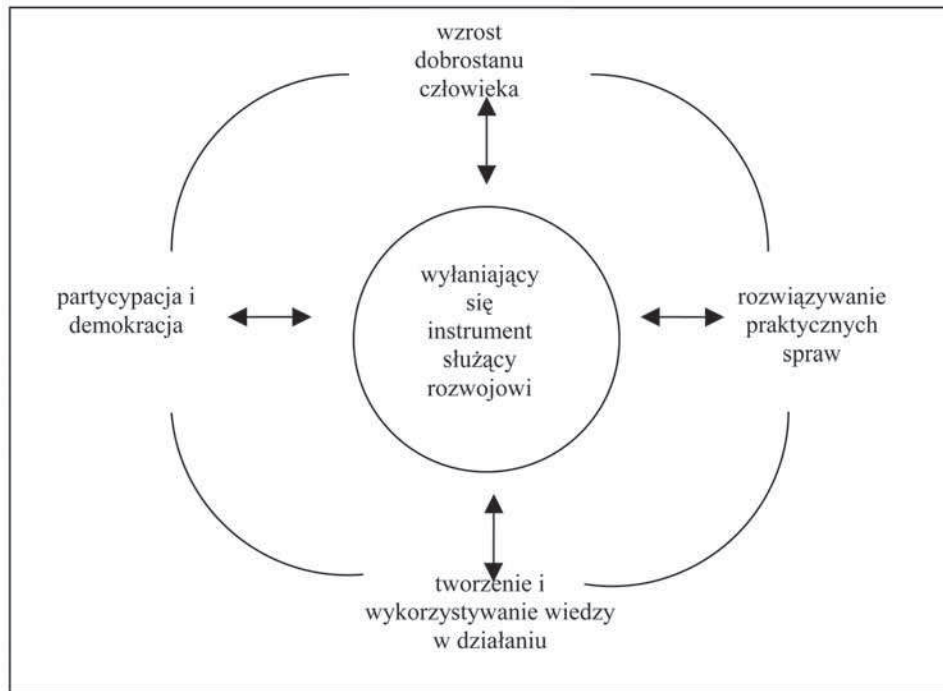 wzrost
dobrostanu
człowieka
partycypacja i
demokracja
wyłaniający
się
instrument
służący
rozwojowi
rozwiązywanie
praktycznych
spraw
tworzenie i
wykorzystywanie wiedzy
w działaniu